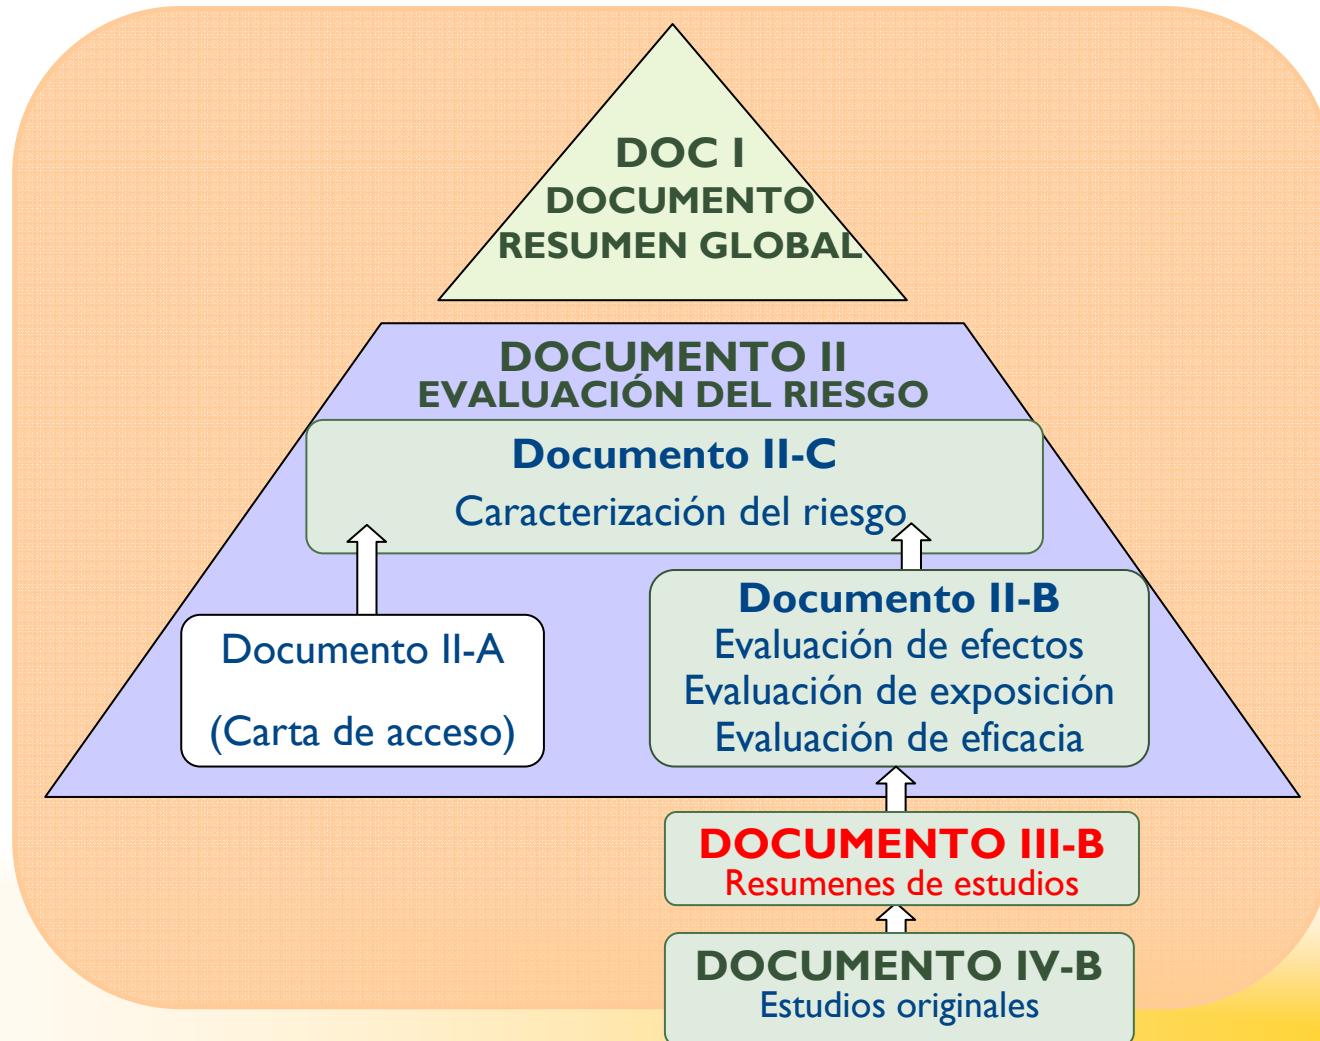 DOC I
DOCUMENTO
RESUMEN GLOBAL
DOCUMENTO II
EVALUACIÓN DEL RIESGO
Documento II-C
Caracterización del riesgo
Documento II-A
(Carta de acceso)
Documento II-B
Evaluación de efectos
Evaluación de exposición
Evaluación de eficacia
DOCUMENTO III-B
Resumenes de estudios
DOCUMENTO IV-B
Estudios originales